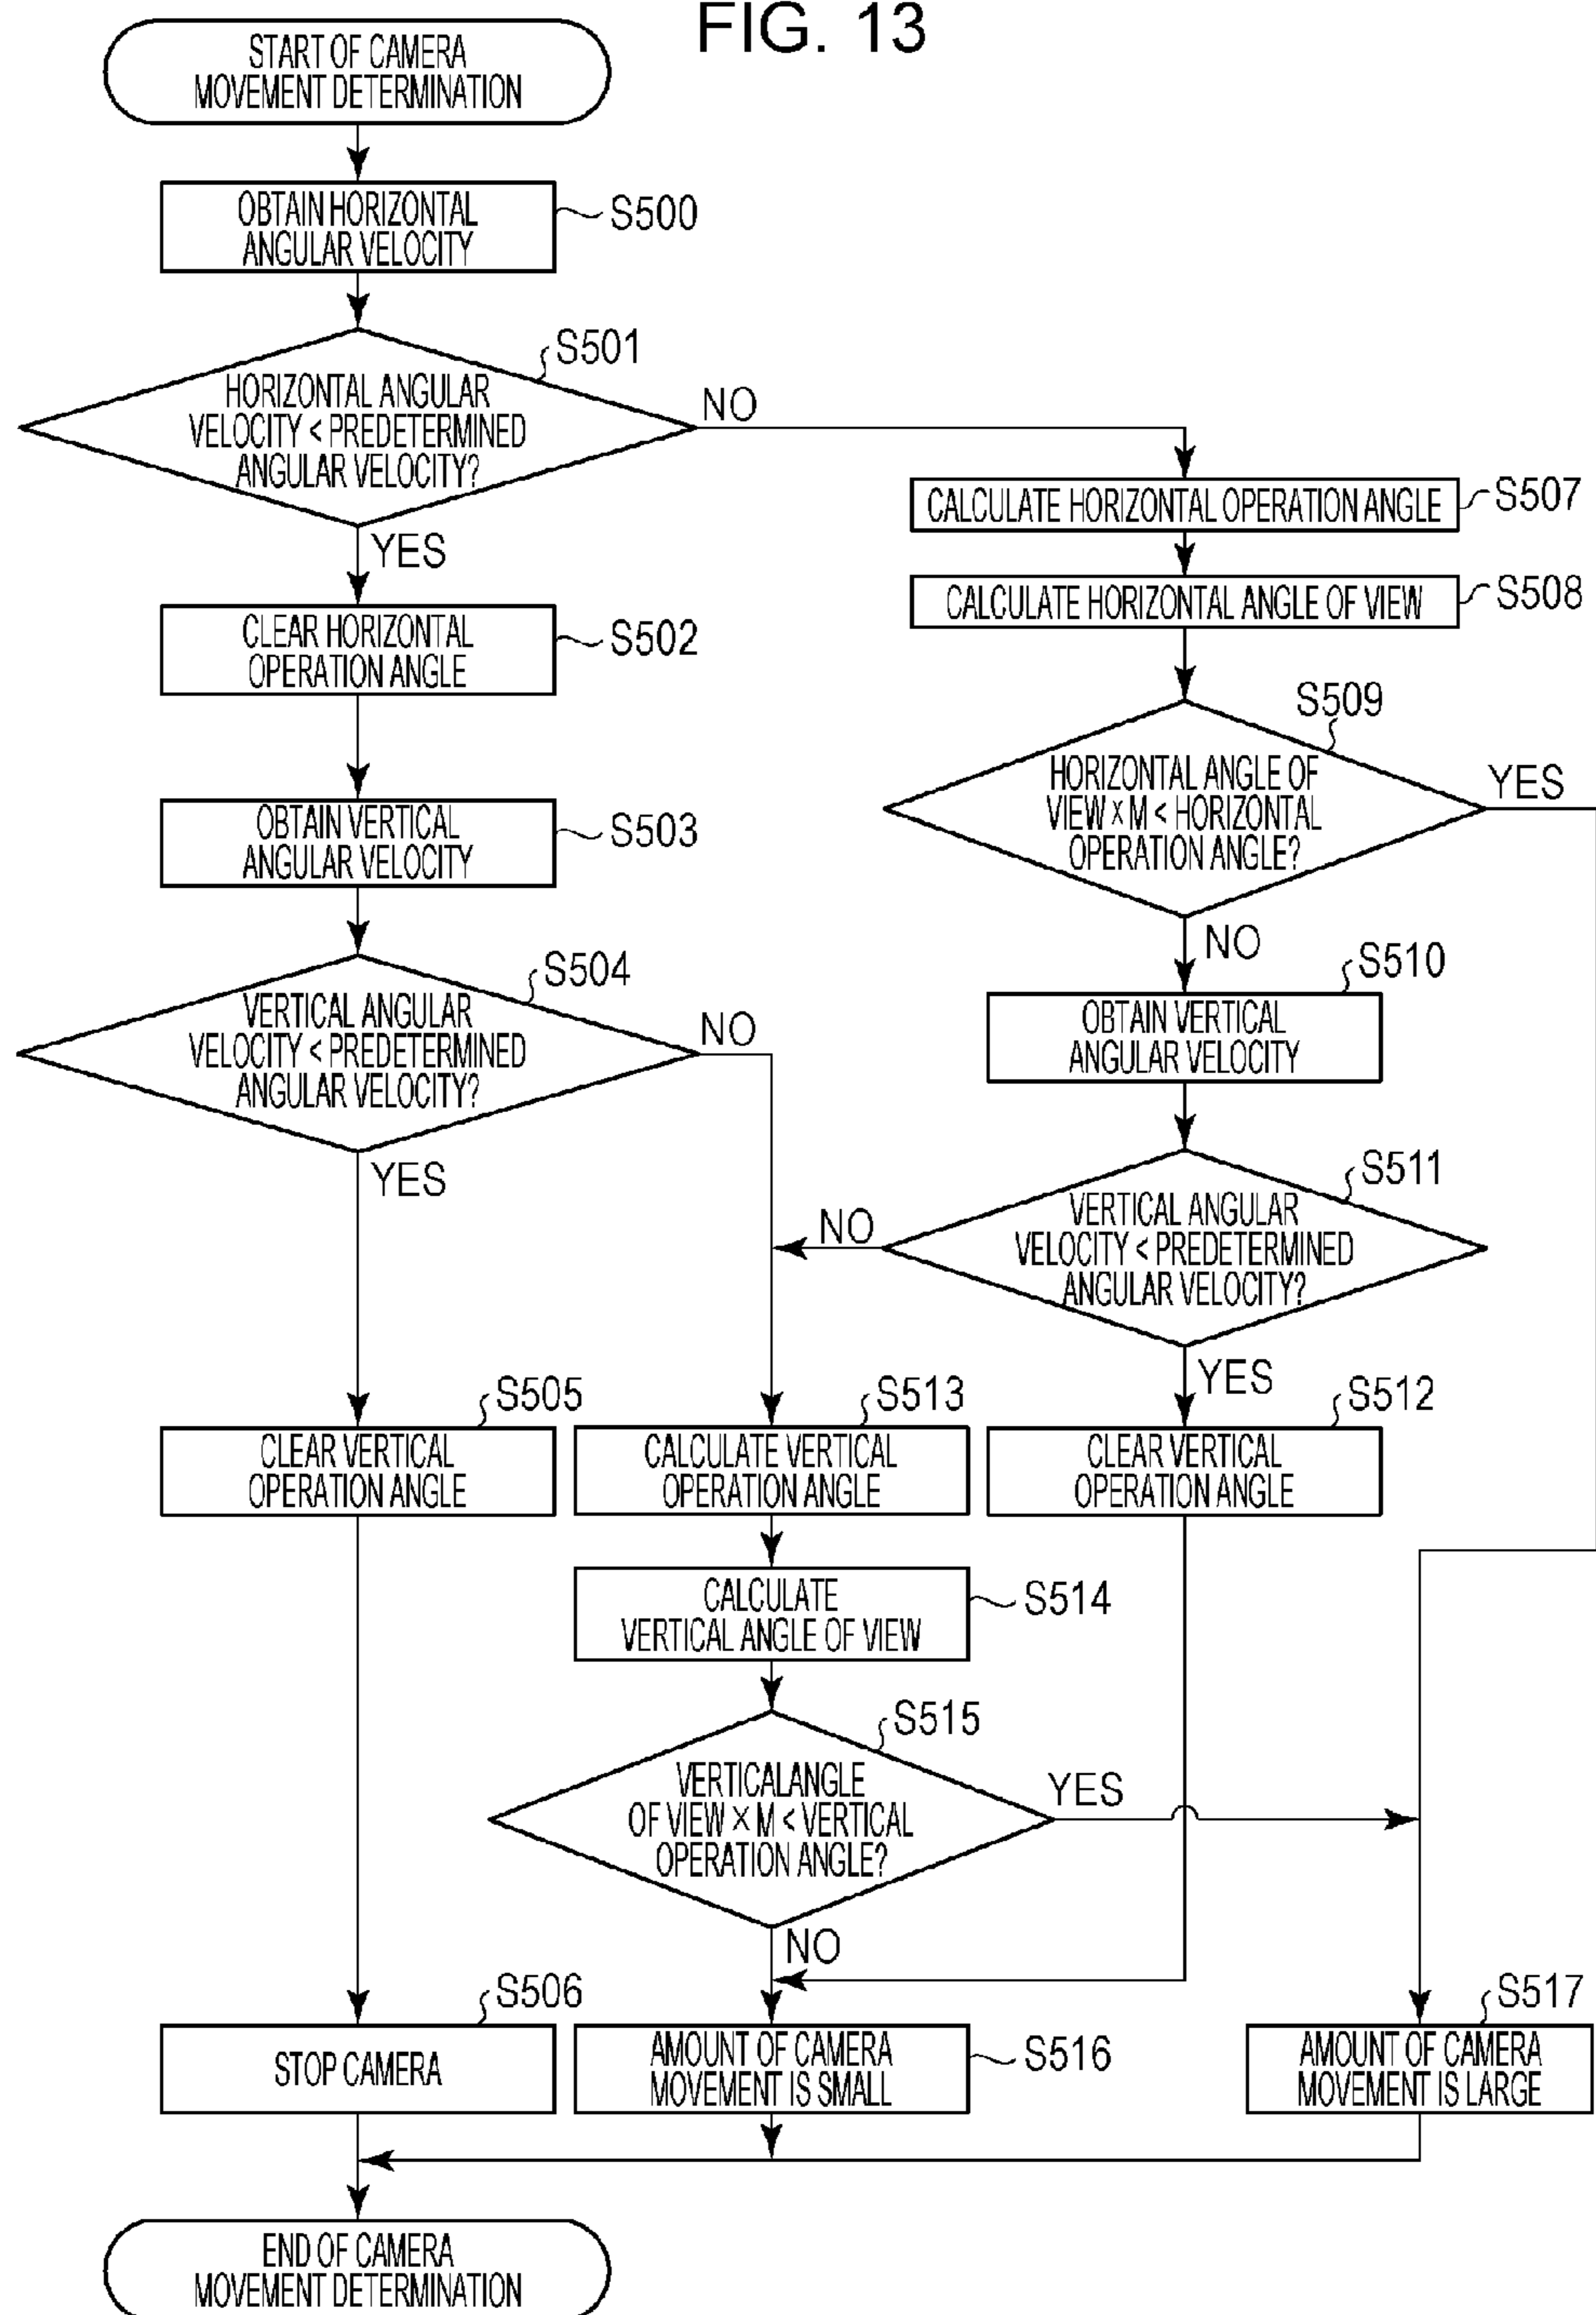 FIG. 13
START OF CAMERA
MOVEMENT DETERMINATION
OBTAIN HORIZONTAL
ANGULAR VELOCITY
S500
S501
HORIZONTAL ANGULAR
VELOCITY < PREDETERMINED
ANGULAR VELOCITY?
NO
YES
CLEAR HORIZONTAL
OPERATION ANGLE
S502
OBTAIN VERTICAL
ANGULAR VELOCITY
S503
S504
VERTICAL ANGULAR
VELOCITY < PREDETERMINED
ANGULAR VELOCITY?
NO
YES
S505
CLEAR VERTICAL
OPERATION ANGLE
S506
STOP CAMERA
CALCULATE HORIZONTAL OPERATION ANGLE
S507
CALCULATE HORIZONTAL ANGLE OF VIEW
S508
S509
HORIZONTAL ANGLE OF
VIEW × M < HORIZONTAL
OPERATION ANGLE?
YES
NO
S510
OBTAIN VERTICAL
ANGULAR VELOCITY
S511
VERTICAL ANGULAR
VELOCITY < PREDETERMINED
ANGULAR VELOCITY?
NO
YES
S512
CLEAR VERTICAL
OPERATION ANGLE
S513
CALCULATE VERTICAL
OPERATION ANGLE
CALCULATE
VERTICAL ANGLE OF VIEW
S514
S515
VERTICALANGLE
OF VIEW × M < VERTICAL
OPERATION ANGLE?
YES
NO
AMOUNT OF CAMERA
MOVEMENT IS SMALL
S516
S517
AMOUNT OF CAMERA
MOVEMENT IS LARGE
END OF CAMERA
MOVEMENT DETERMINATION